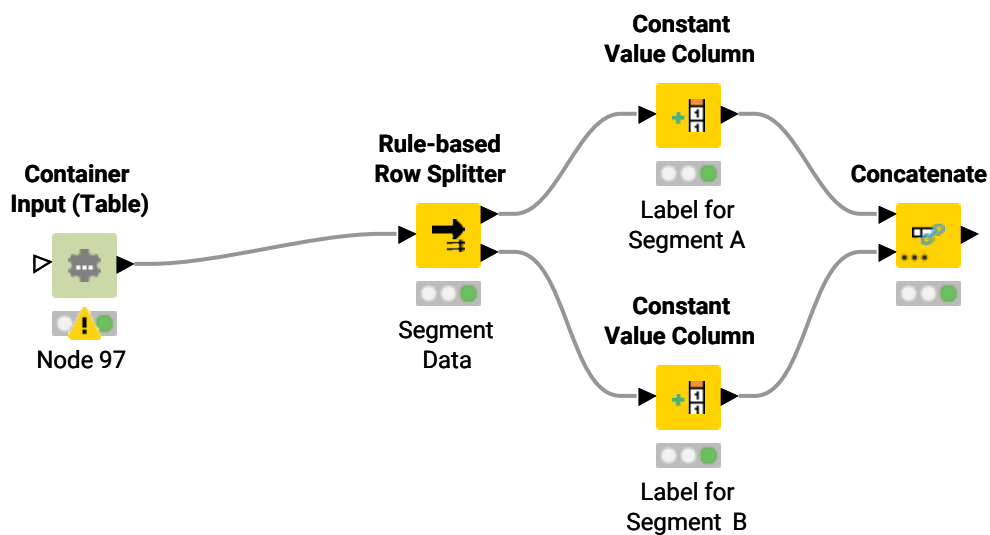 Constant
Value Column
Rule-based
Row Splitter
Container
Input (Table)
Concatenate
Label for
Segment A
Constant
Value Column
Segment
Data
Node 97
Label for
Segment  B